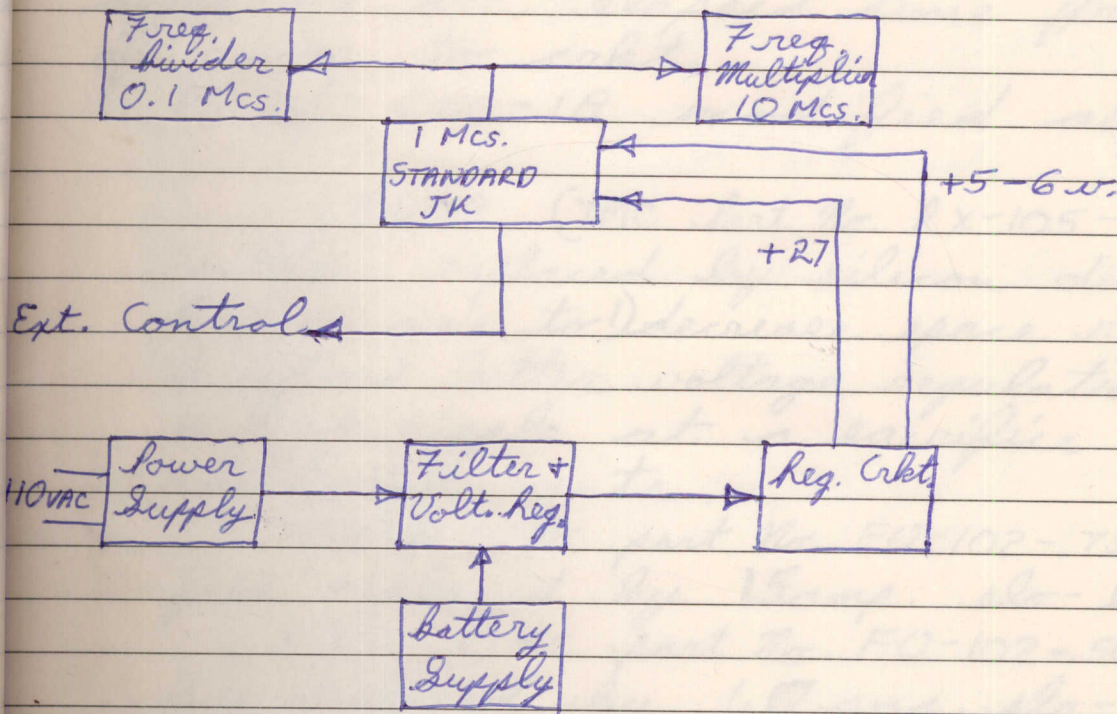 Freq.
Divider
0.1 Mcs.
Freq.
Multiplier
10 Mcs.
1 Mcs.
STANDARD
JK
+5-6 v.
+27
Ext. Control
110VAC
Power
Supply
Filter +
Volt. Reg.
Reg. Crkt.
Battery
Supply